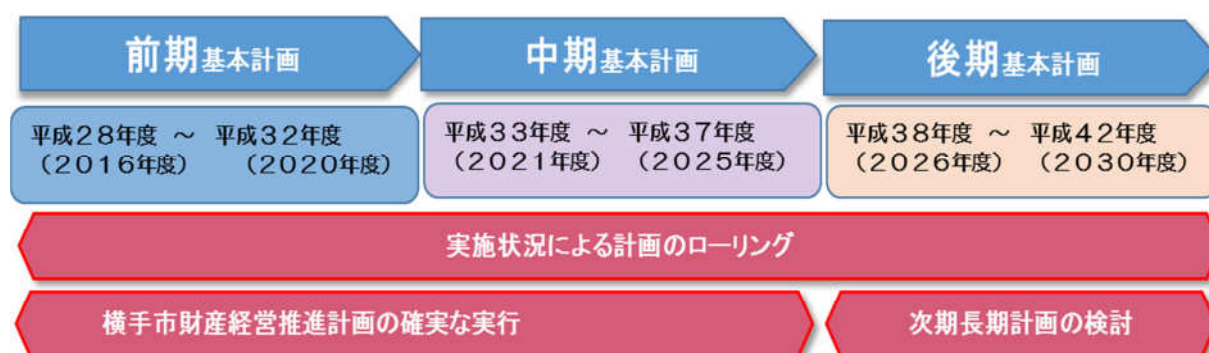 前期基本計画
中期基本計画
後期基本計画
平成28年度 ～ 平成32年度
（2016年度） （2020年度）
平成33年度 ～ 平成37年度
（2021年度） （2025年度）
平成38年度 ～ 平成42年度
（2026年度） （2030年度）
実施状況による計画のローリング
横手市財産経営推進計画の確実な実行
次期長期計画の検討